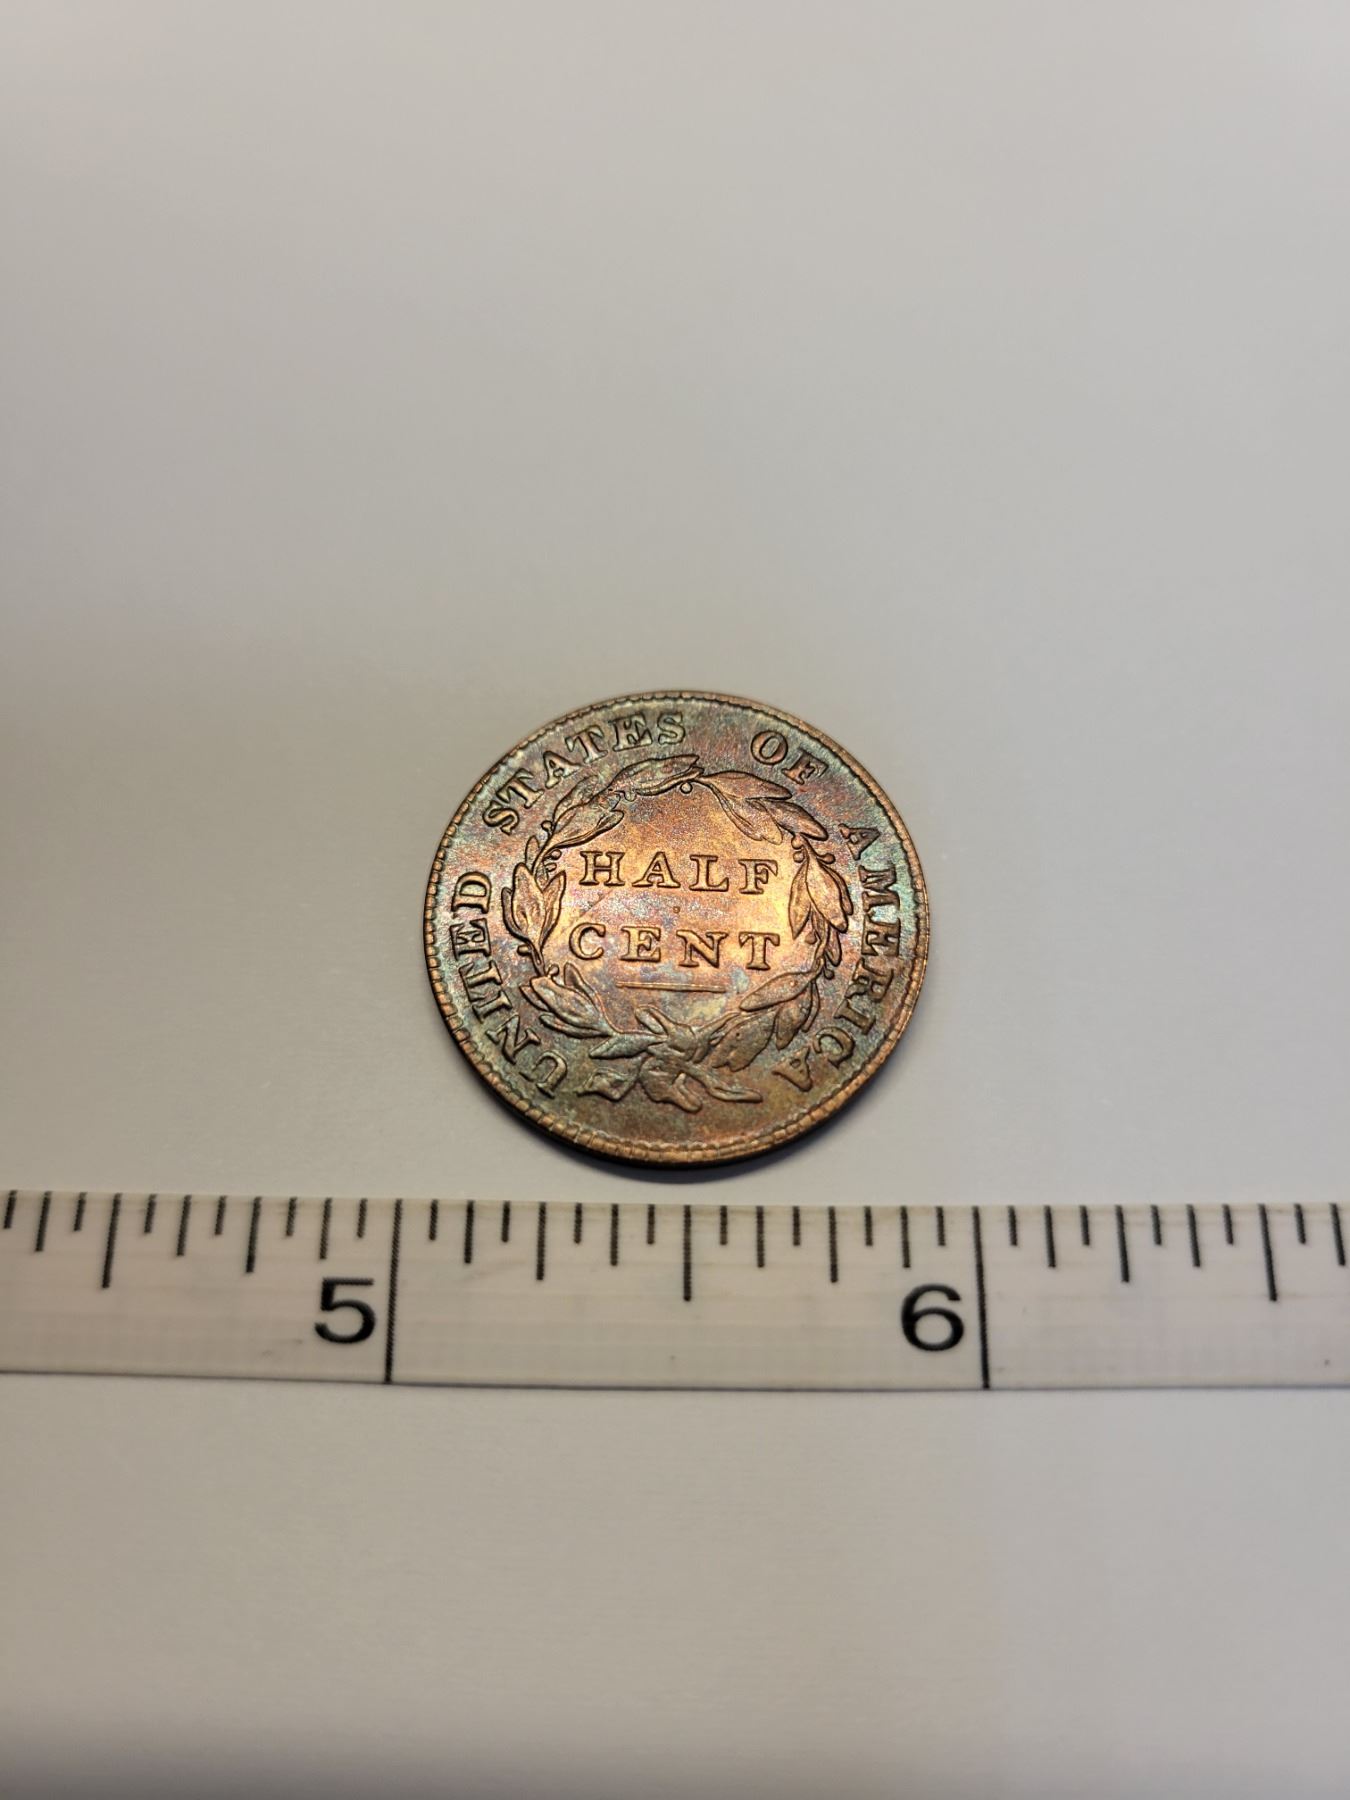 UNITED STATES OF AMERICA
HALF
CENT
5 6